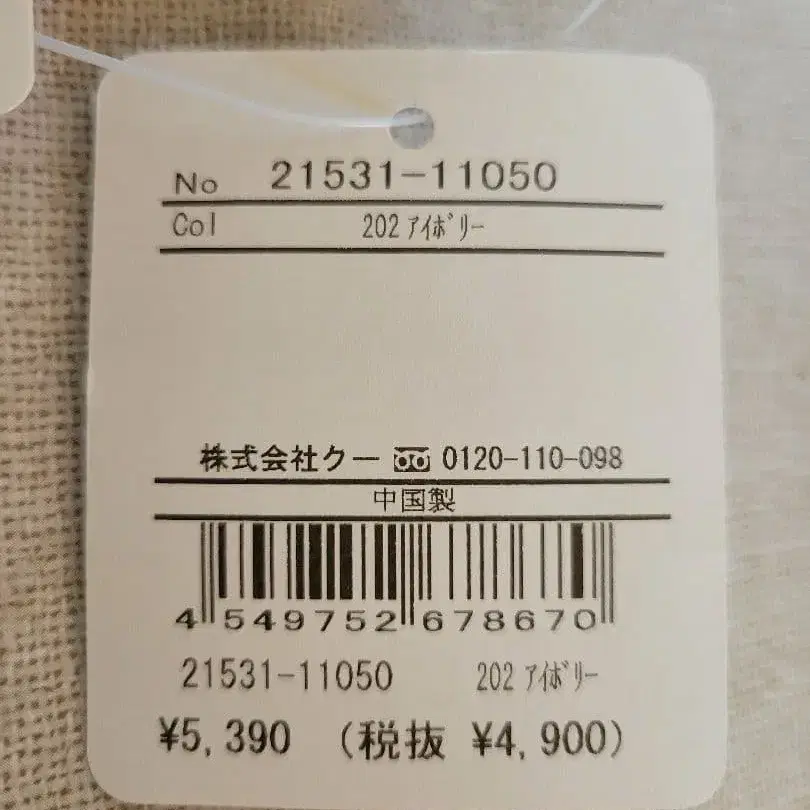 No 21531-11050
Col 202 ｱｲﾎﾞﾘｰ
株式会社クー 0120-110-098
中国製
4 549752 678670
21531-11050 202 ｱｲﾎﾞﾘｰ
¥5,390 (税抜 ¥4,900)